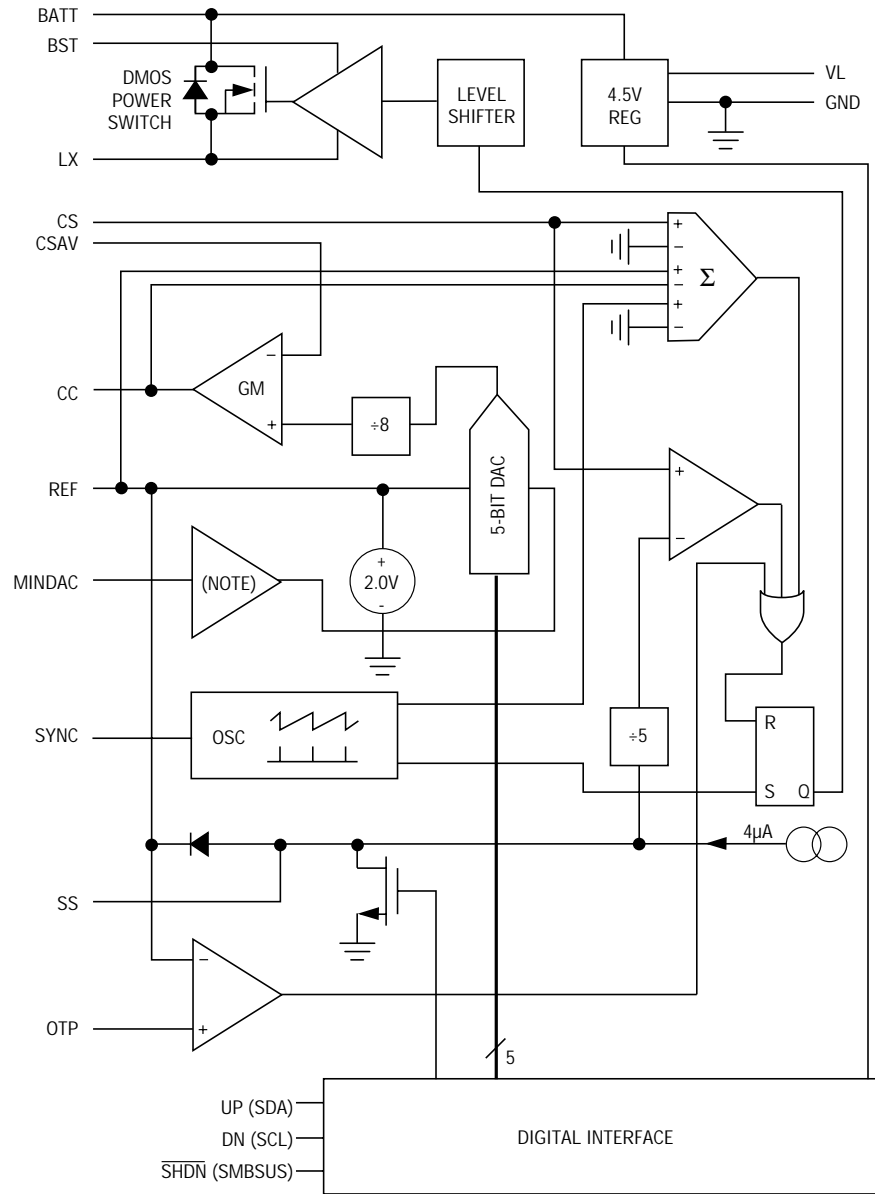 BATT
BST
DMOS
POWER
SWITCH
LEVEL
SHIFTER
4.5V
REG
VL
GND
LX
CS
CSAV
+
−
+
−
+
−
Σ
−
GM
+
CC
÷8
5-BIT DAC
+
−
REF
MINDAC
(NOTE)
+
2.0V
-
SYNC
OSC
÷5
R
S Q
4µA
SS
−
+
OTP
5
UP (SDA)
DN (SCL)
S̅H̅D̅N̅ (SMBSUS)
DIGITAL INTERFACE